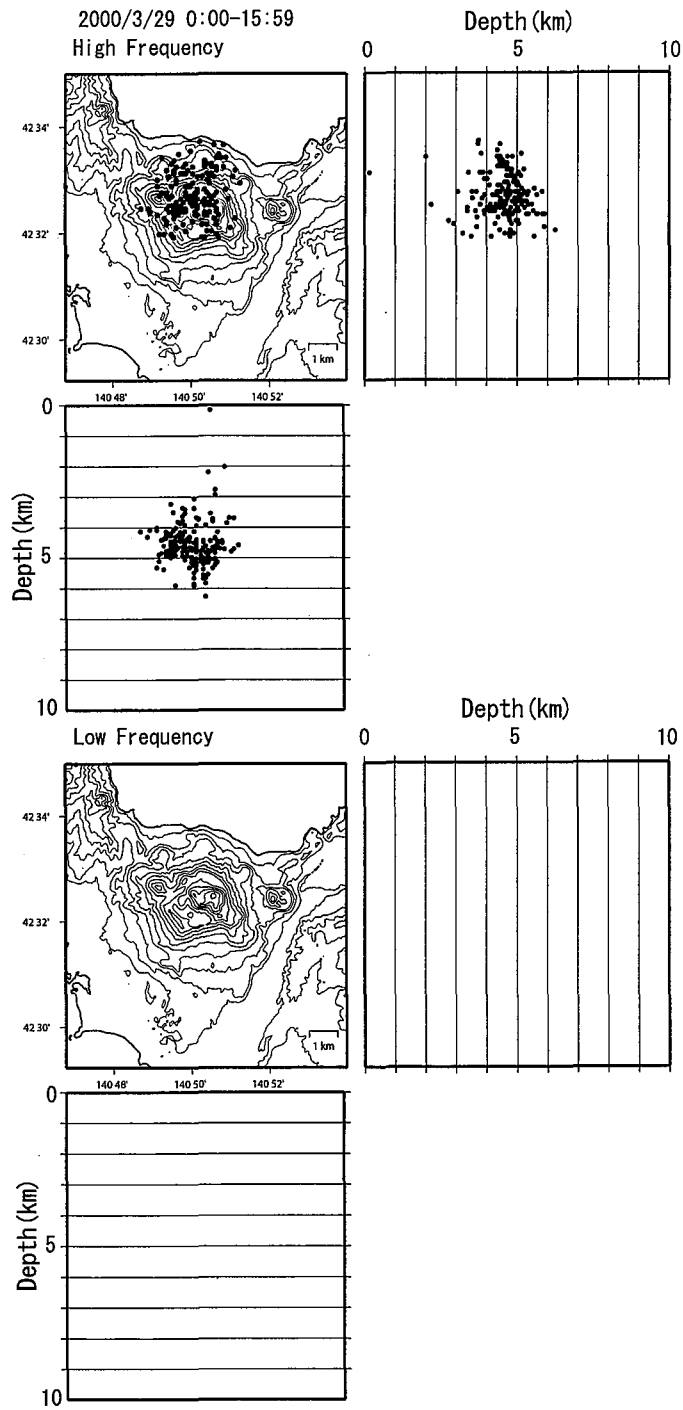 2000/3/29 0:00-15:59
High Frequency
Depth(km)
0 5 10
42 34'
42 32'
42 30'
1 km
140 48' 140 50' 140 52'
0
5
10
Depth(km)
Low Frequency
Depth(km)
0 5 10
42 34'
42 32'
42 30'
1 km
140 48' 140 50' 140 52'
0
5
10
Depth(km)